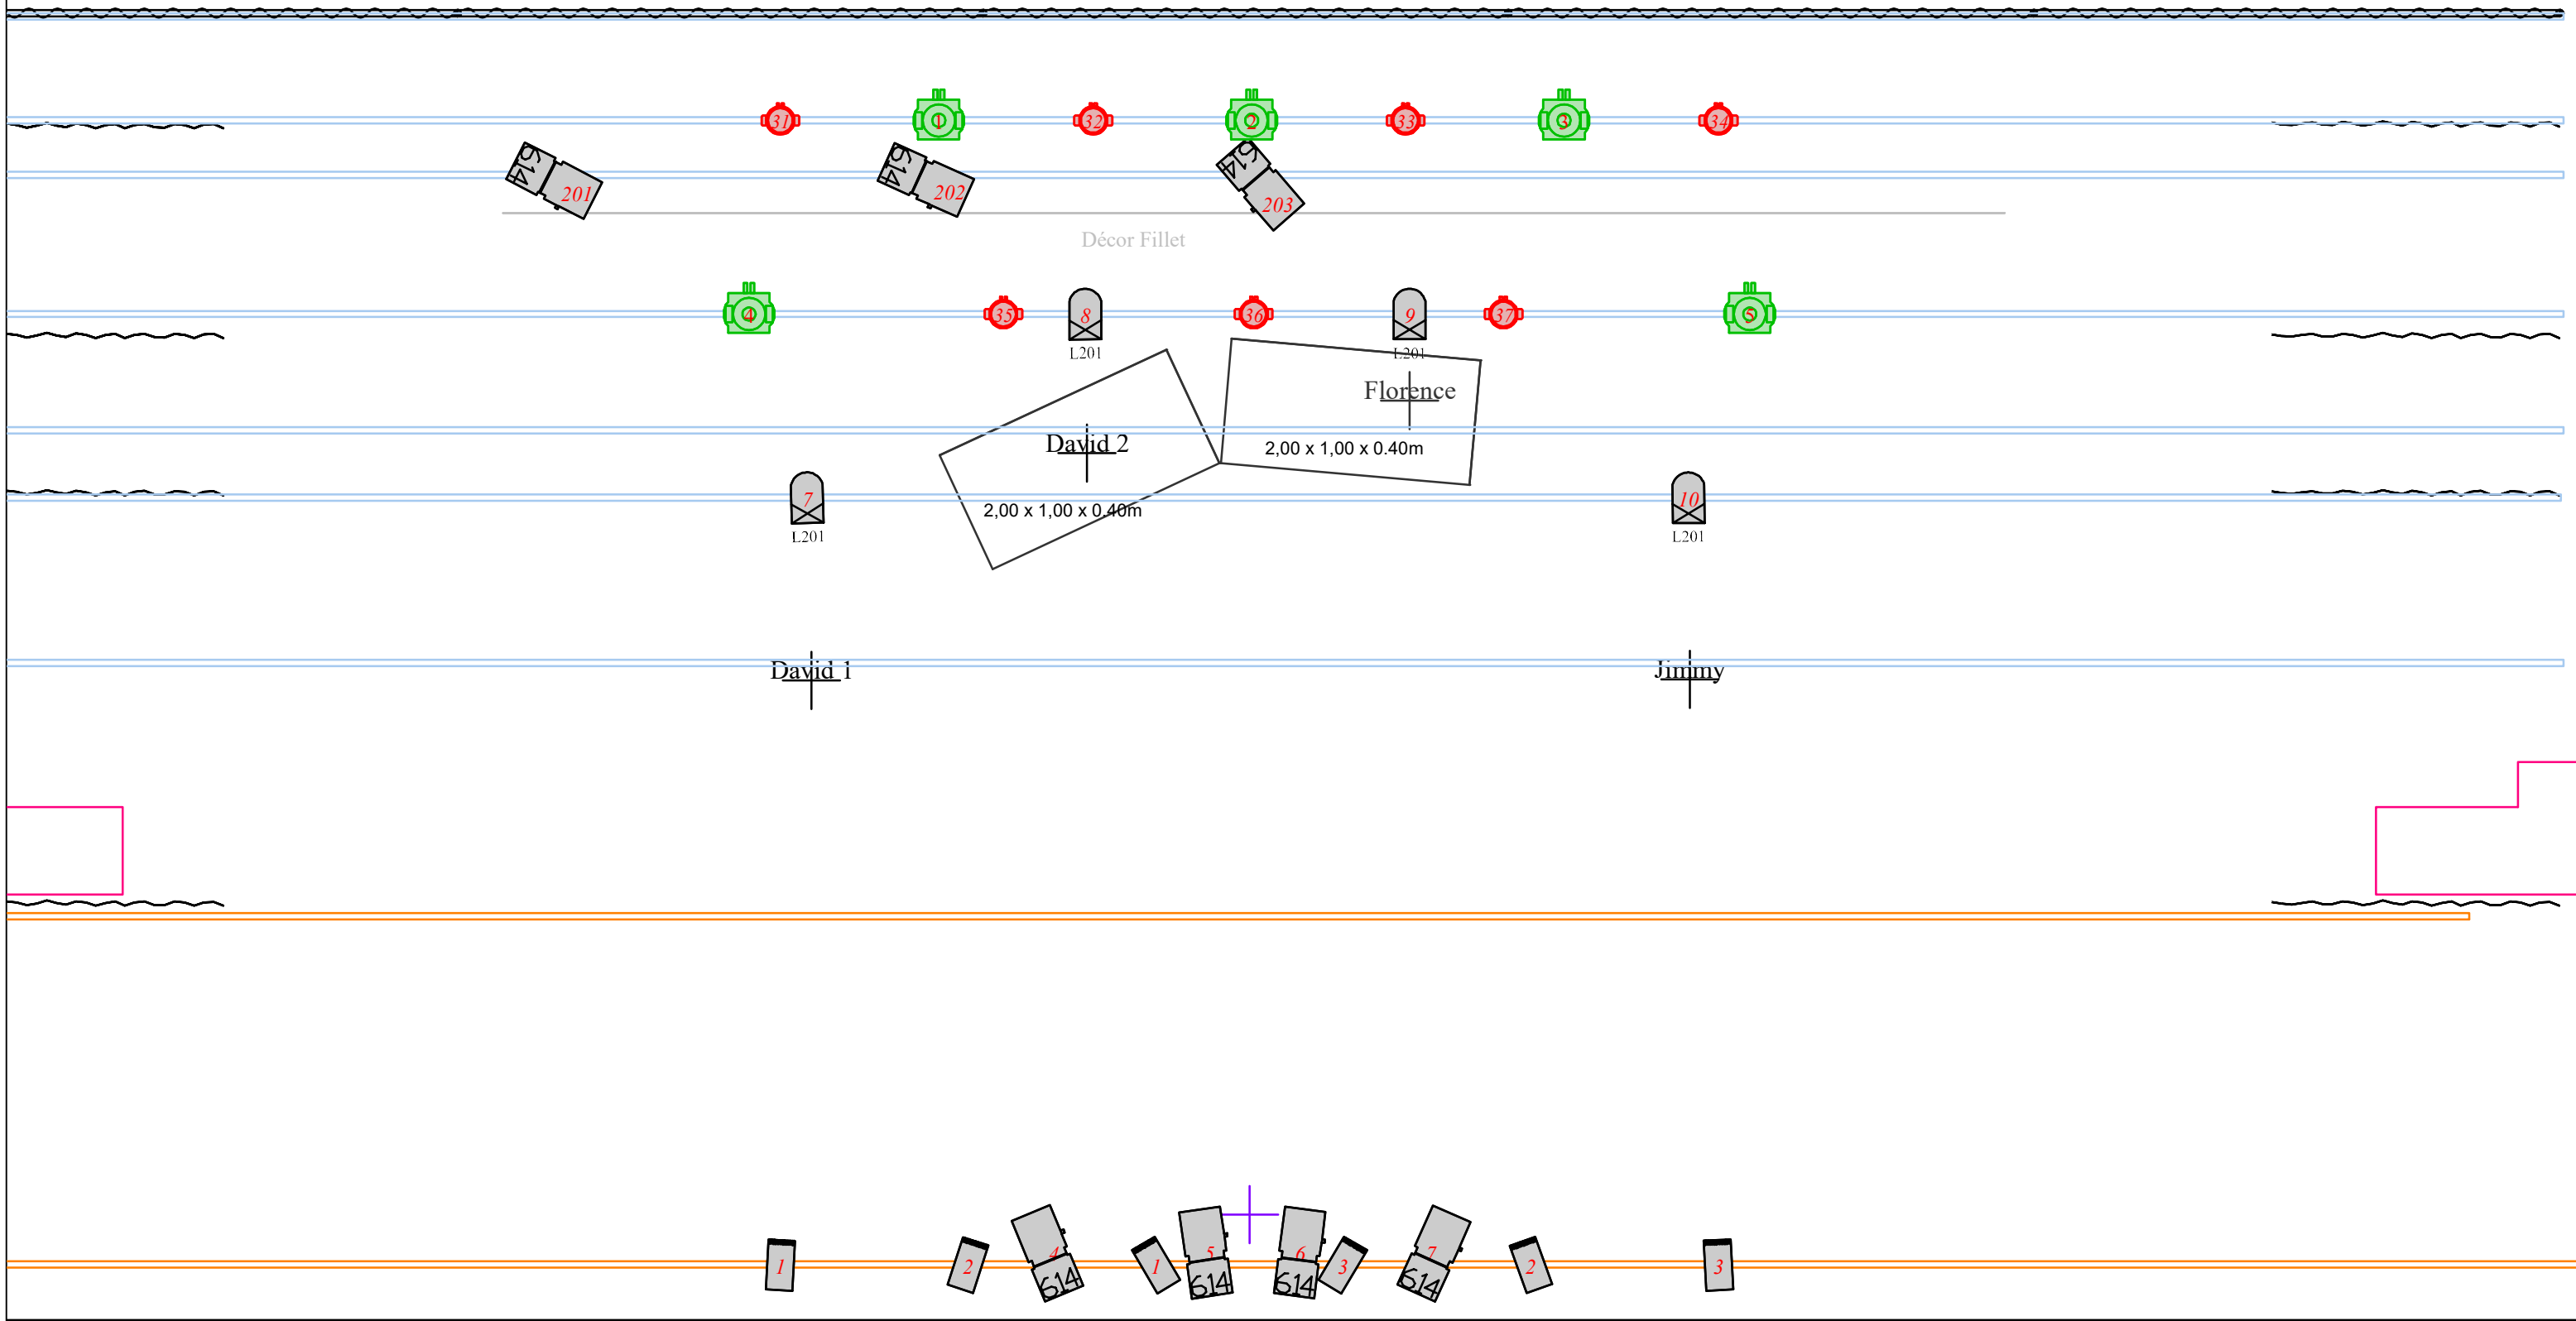 31 1 32 2 33 3 34
614 201 614 202 614 203
Décor Fillet
4 35 8 36 9 37 5
L201 L201
Florence
David 2
2,00 x 1,00 x 0.40m
7 10
2,00 x 1,00 x 0.40m
L201 L201
David 1 Jimmy
1 2 4 1 5 6 3 7 2 3
614 614 614 614